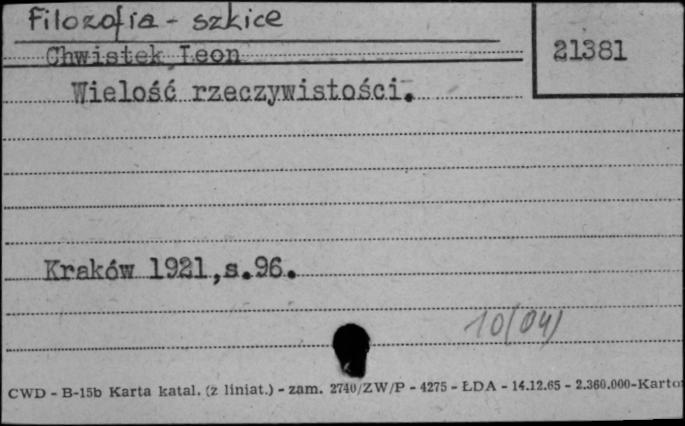 Filozofia - szkice
21381
Chwistek Leon
Wielość rzeczywistości.
Kraków 1921,s.96.
10(04)
CWD - B-15b Karta katal. (z liniat.) - zam. 2740/ZW/P - 4275 - ŁDA - 14.12.65 - 2.360.000-Karto